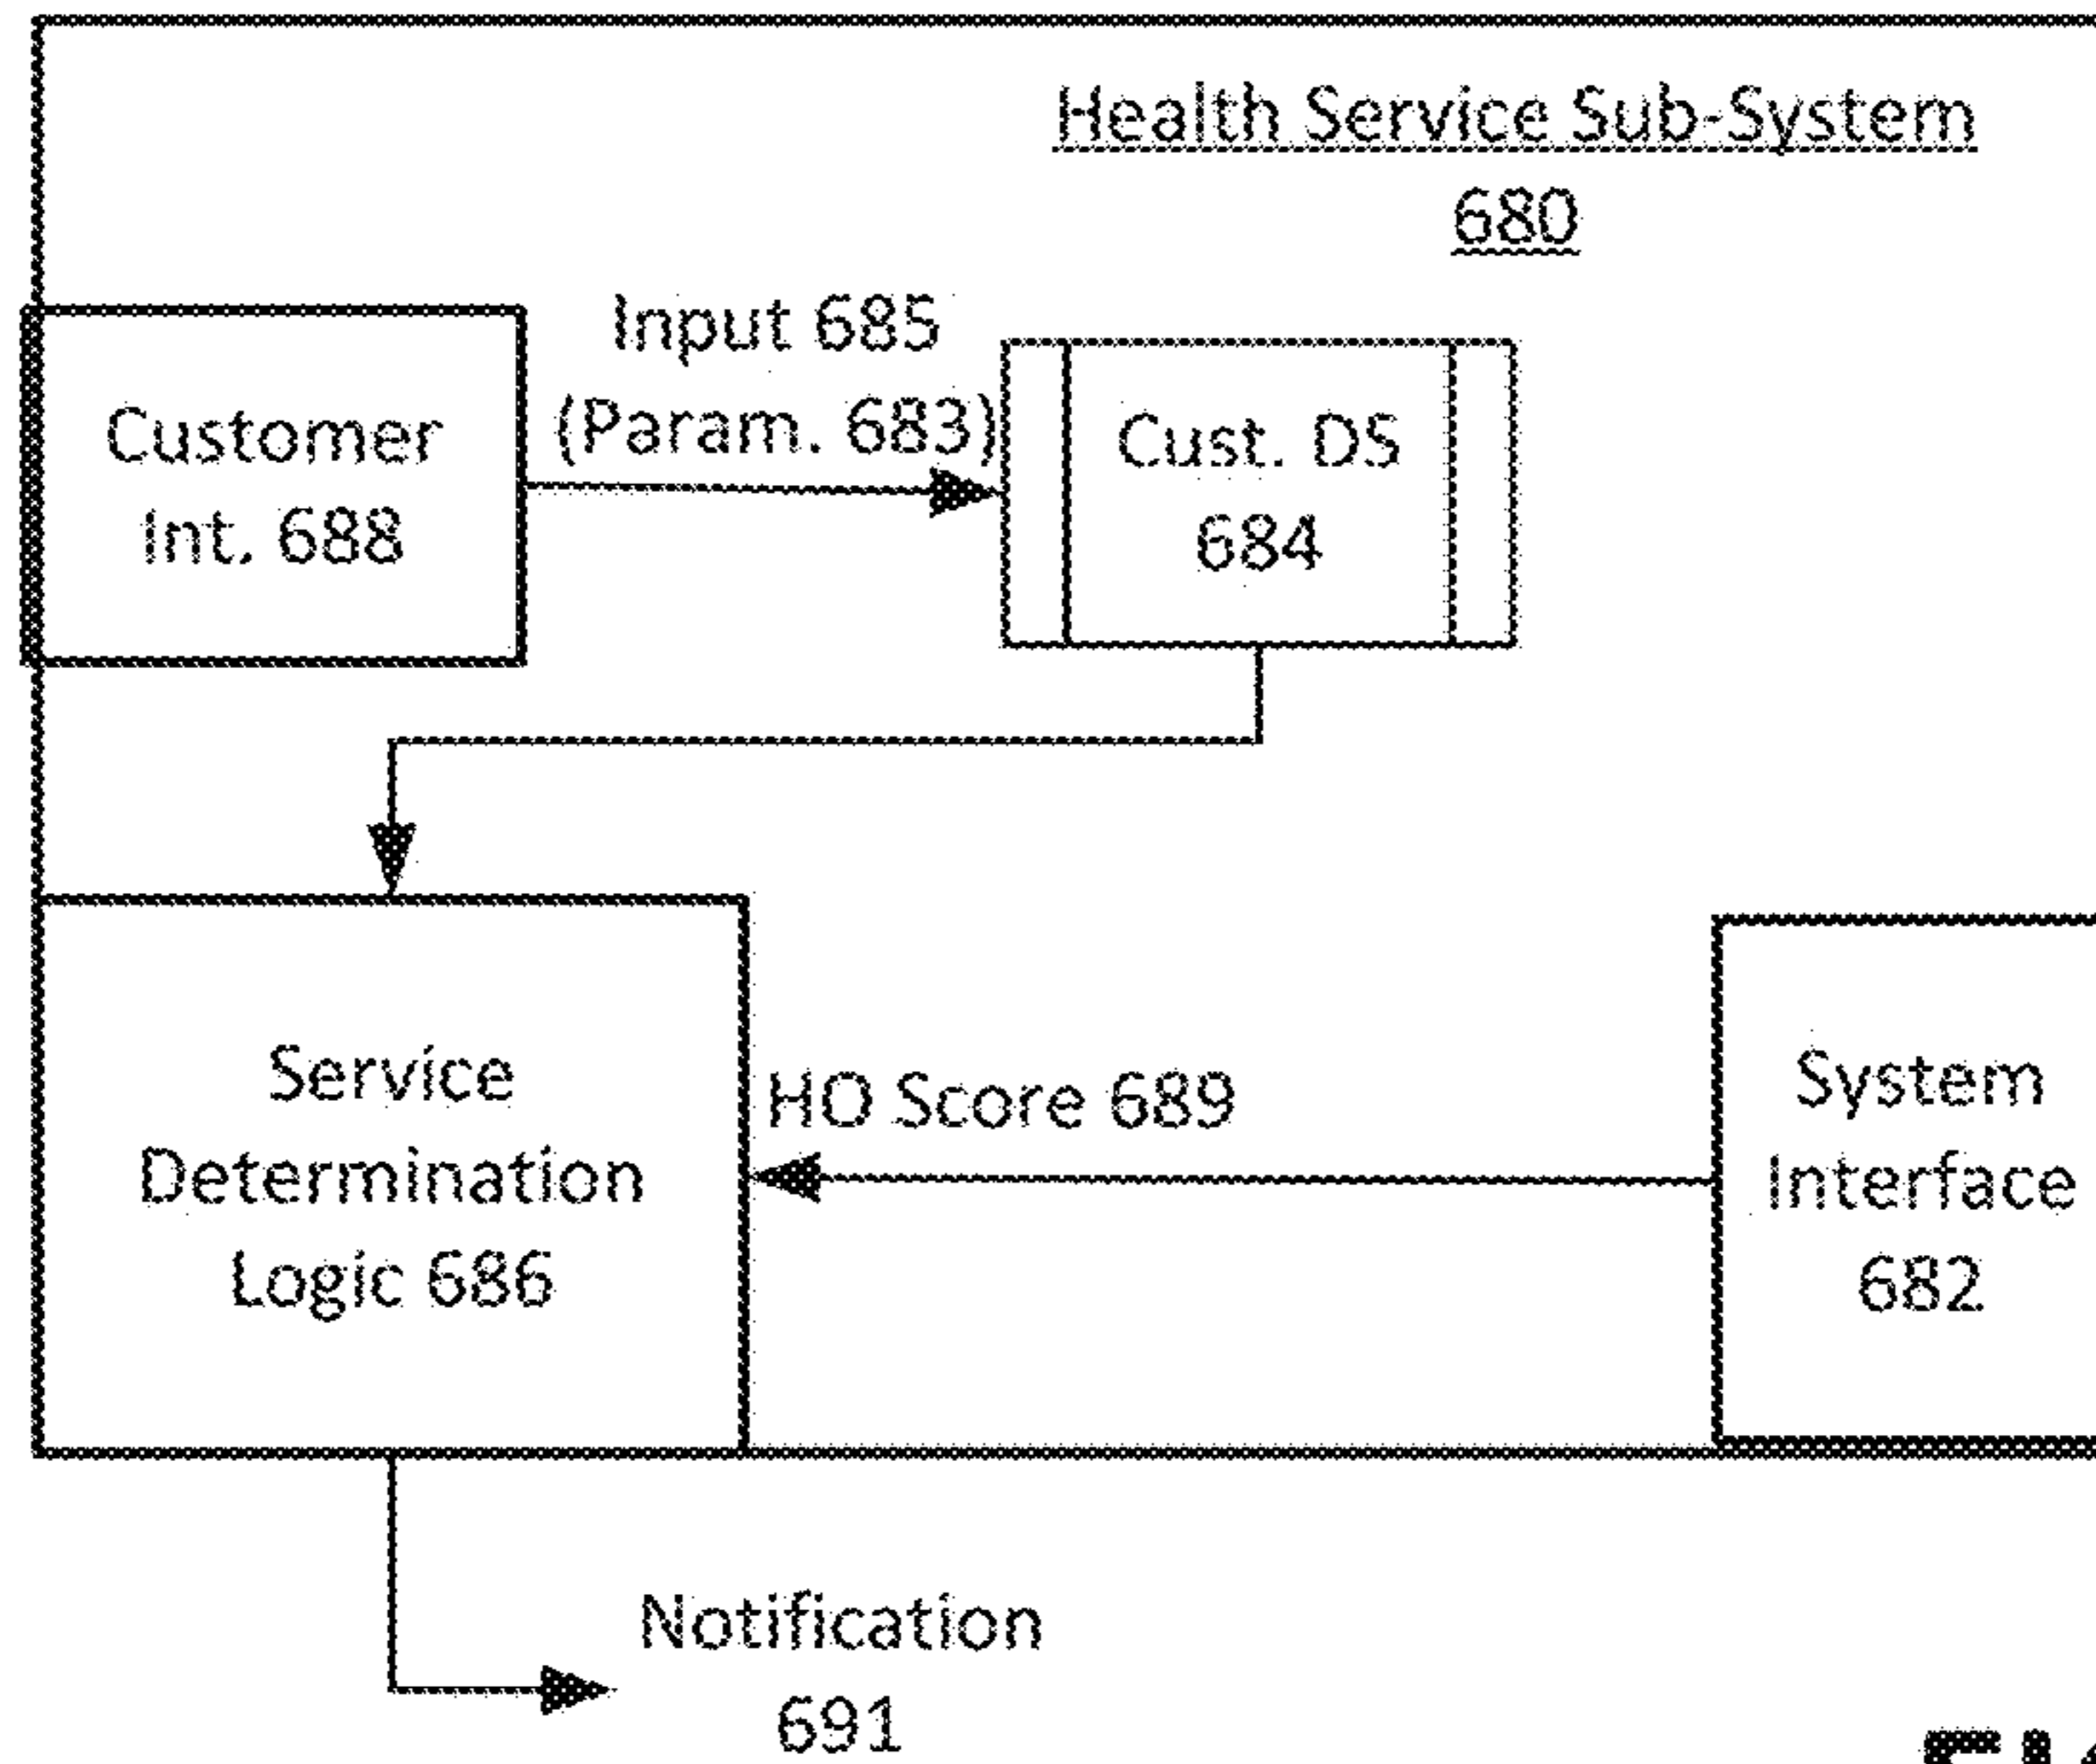 Health Service Sub-System
680
Input 685
(Param. 683)
Customer
Int. 688
Cust. DS
684
Service
Determination
Logic 686
HO Score 689
System
Interface
682
Notification
691